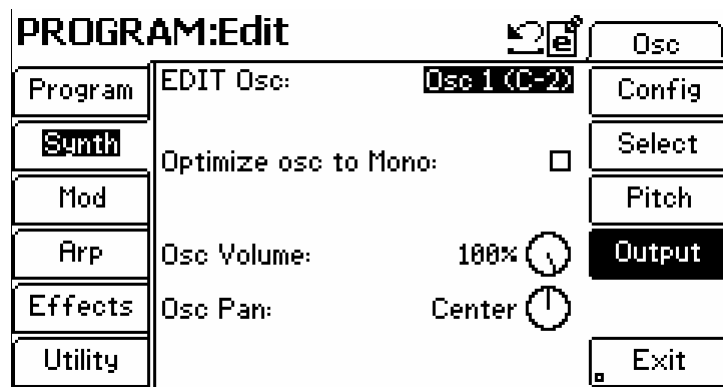 PROGRAM:Edit
e
Osc
Program
Synth
Mod
Arp
Effects
Utility
EDIT Osc: Osc 1 (C-2)
Optimize osc to Mono:
Osc Volume: 100%
Osc Pan: Center
Config
Select
Pitch
Output
Exit